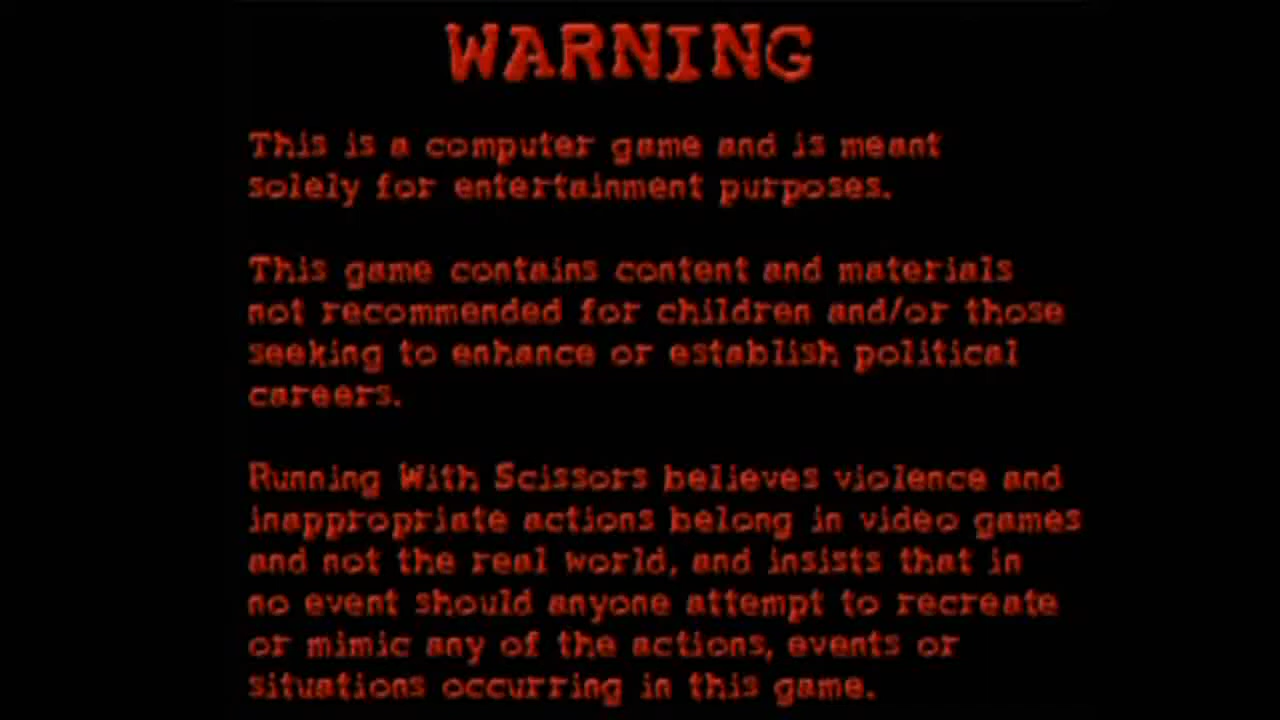 WARNING
This is a computer game and is meant
solely for entertainment purposes.
This game contains content and materials
not recommended for children and/or those
seeking to enhance or establish political
careers.
Running With Scissors believes violence and
inappropriate actions belong in video games
and not the real world, and insists that in
no event should anyone attempt to recreate
or mimic any of the actions, events or
situations occurring in this game.